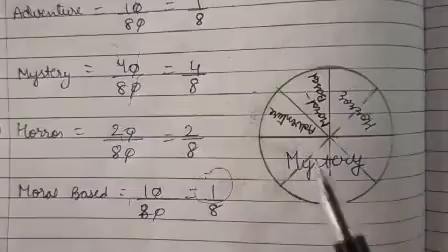 Adventure = 10/80 = 1/8
Mystery = 40/80 = 4/8
Horror = 20/80 = 2/8
Moral Based = 10/80 = 1/8
Adventure
Moral-
Based
Horror
Mystery